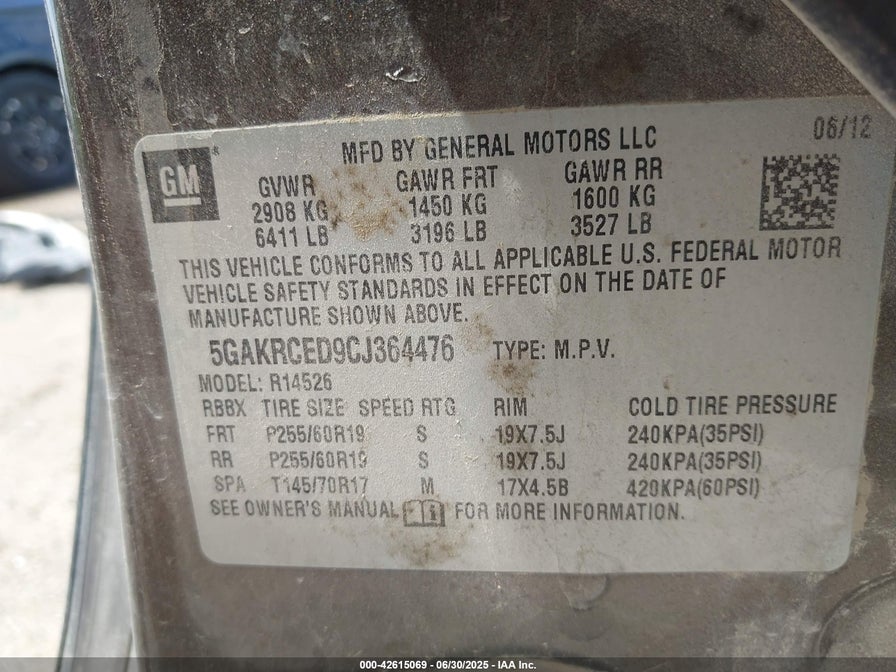 06/12
MFD BY GENERAL MOTORS LLC
GM®
GVWR GAWR FRT GAWR RR
2908 KG 1450 KG 1600 KG
6411 LB 3196 LB 3527 LB
THIS VEHICLE CONFORMS TO ALL APPLICABLE U.S. FEDERAL MOTOR
VEHICLE SAFETY STANDARDS IN EFFECT ON THE DATE OF
MANUFACTURE SHOWN ABOVE.
5GAKRCED9CJ364476 TYPE: M.P.V.
MODEL: R14526
RBBX TIRE SIZE SPEED RTG RIM COLD TIRE PRESSURE
FRT P255/60R19 S 19X7.5J 240KPA(35PSI)
RR P255/60R19 S 19X7.5J 240KPA(35PSI)
SPA T145/70R17 M 17X4.5B 420KPA(60PSI)
SEE OWNER'S MANUAL FOR MORE INFORMATION.
000-42615069 - 06/30/2025 - IAA Inc.